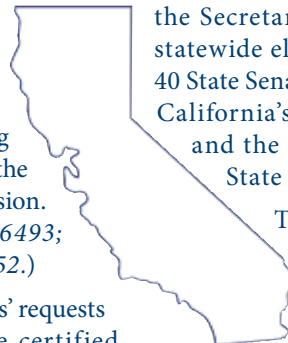 g
the
sion.
6493;
52.)
s' requests
e certified
the Secretar
statewide el
40 State Sena
California's
and the
State
T